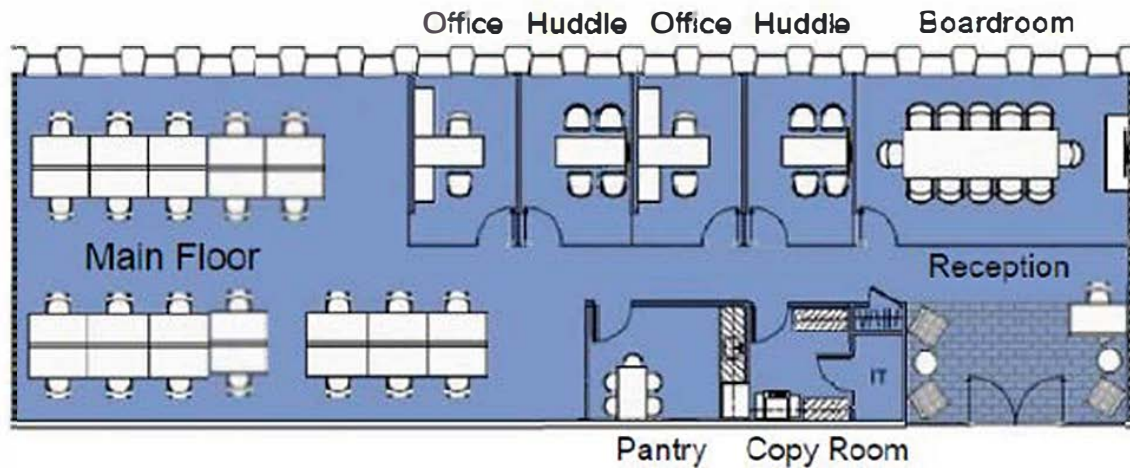 Office Huddle Office Huddle Boardroom
Main Floor
Reception
IT
Pantry Copy Room